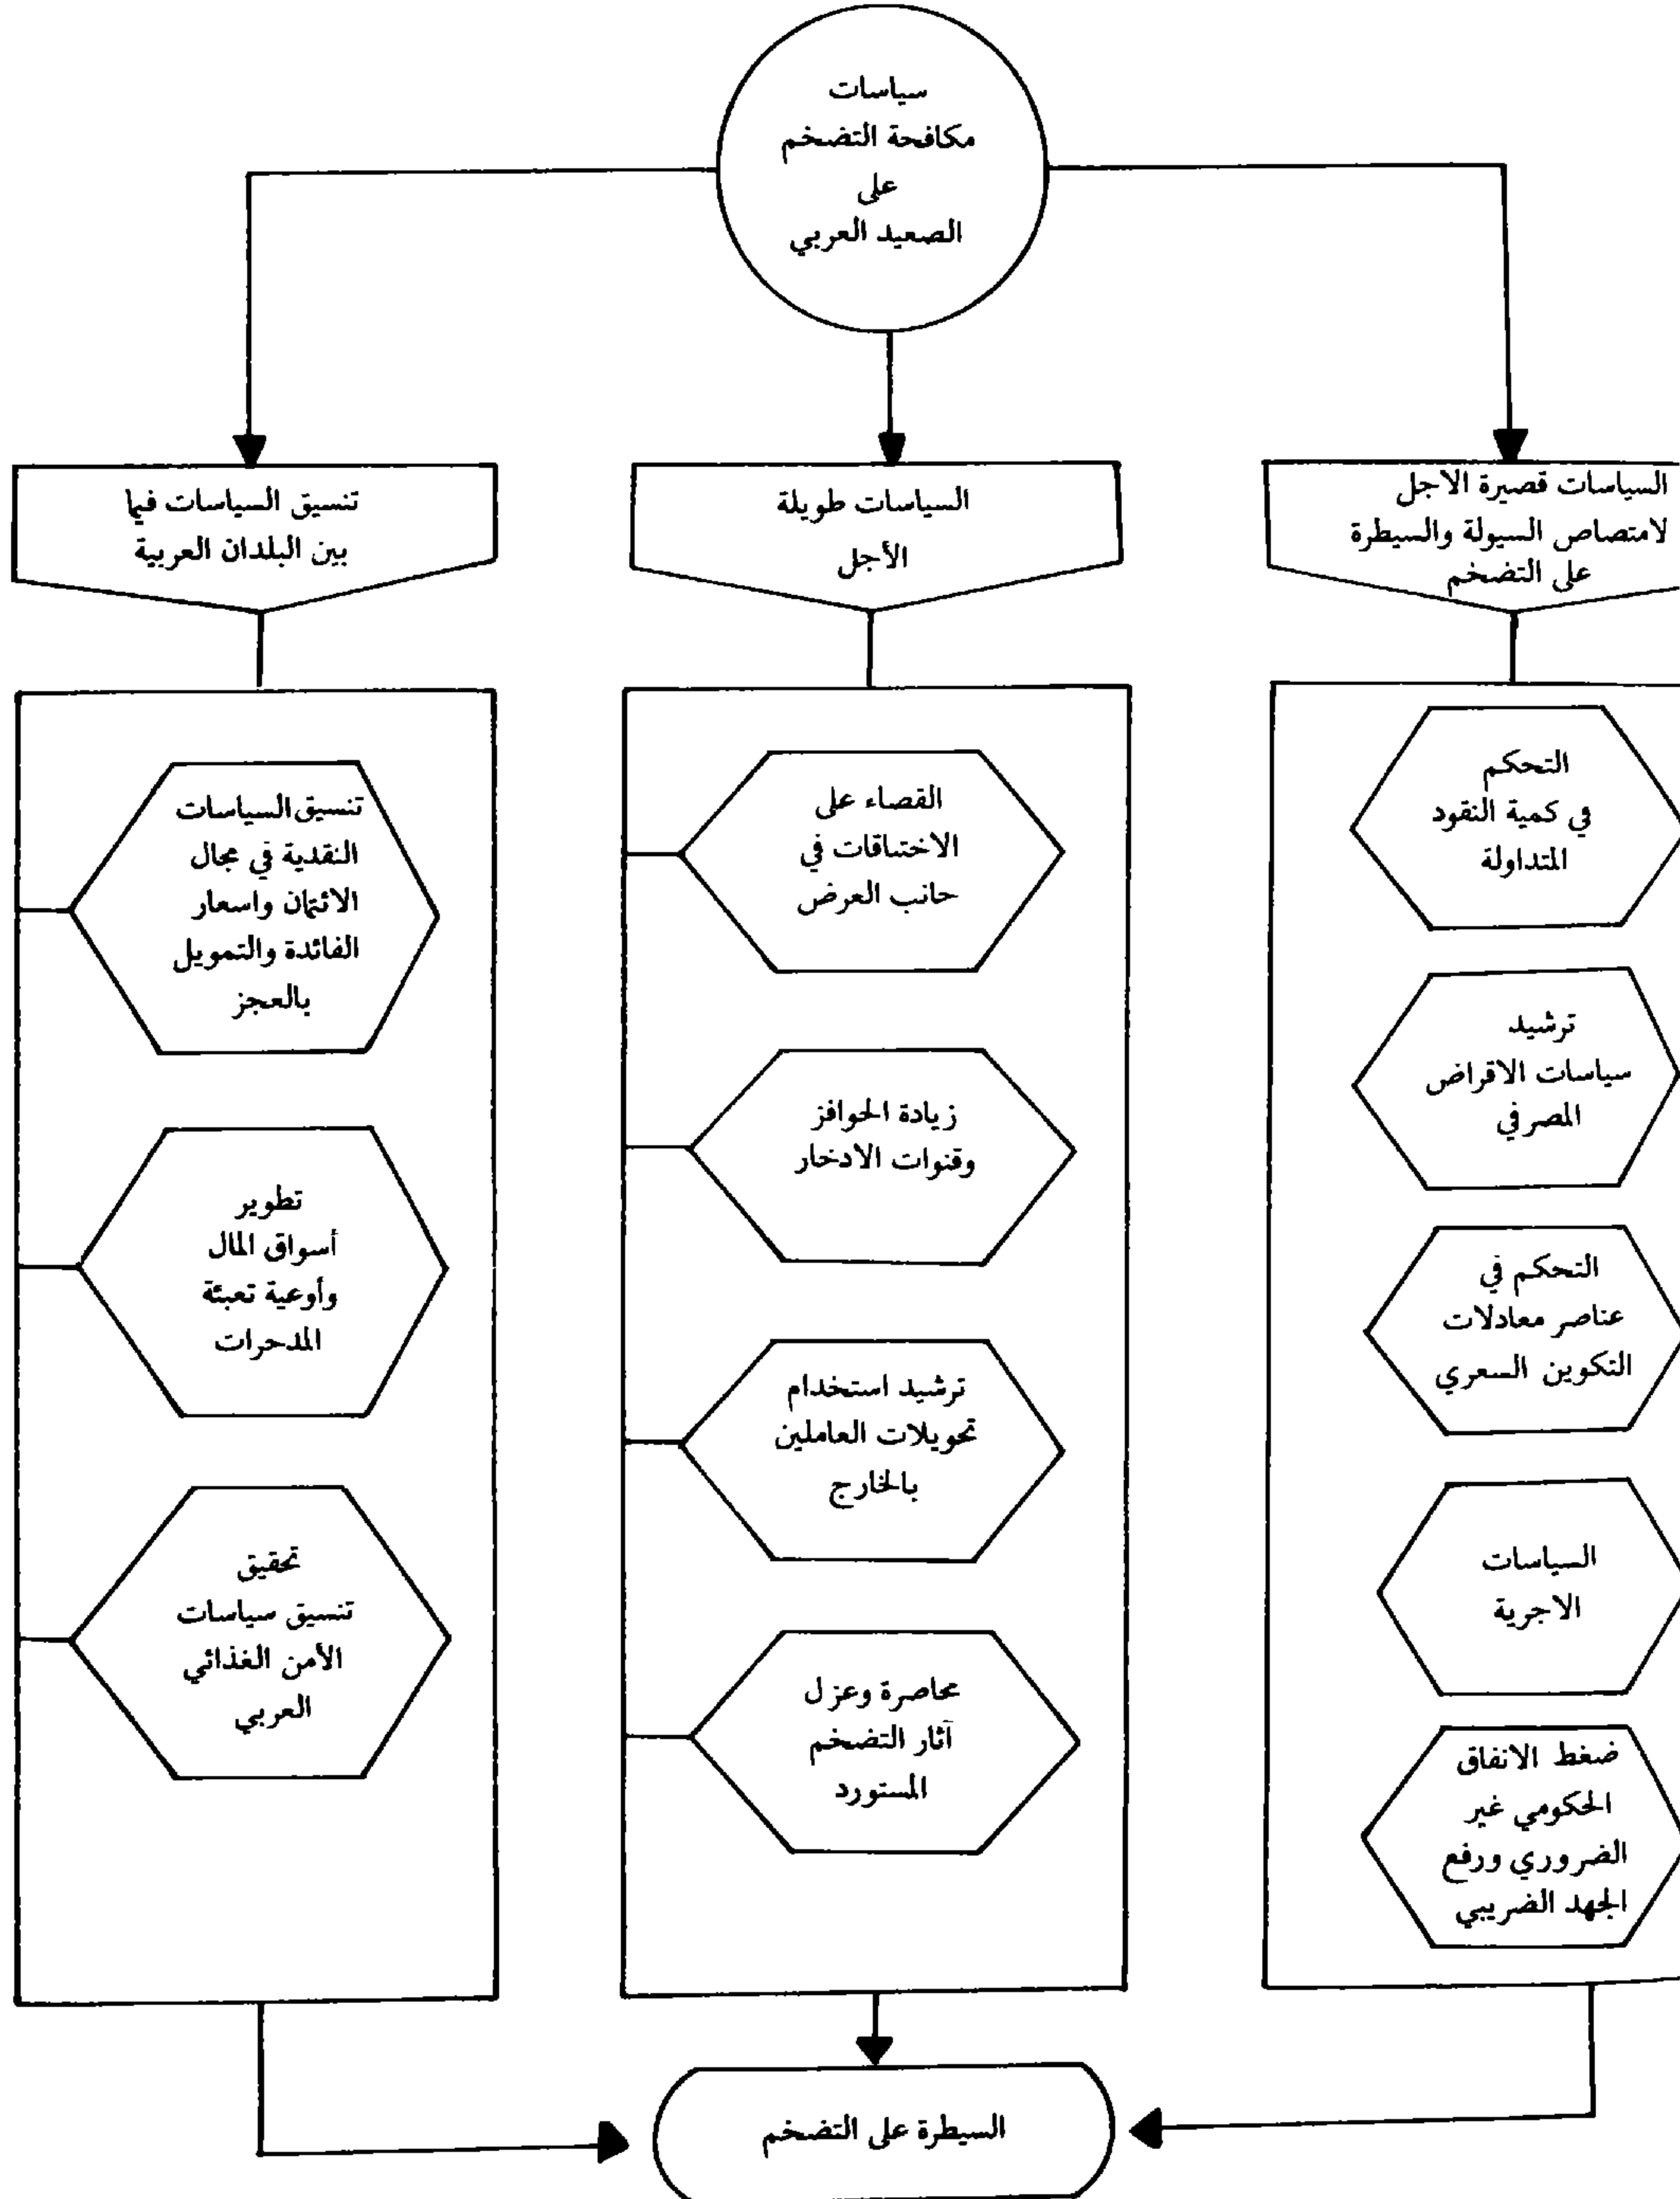 سياسات
مكافحة التضخم
على
الصعيد العربي
السياسات قصيرة الاجل
لامتصاص السيولة والسيطرة
على التضخم
التحكم
في كمية النقود
المتداولة
ترشيد
سياسات الاقراض
المصرفي
التحكم في
عناصر معادلات
التكوين السعري
السياسات
الاجرية
ضغط الانفاق
الحكومي غير
الضروري ورفع
الجهد الضريبي
السياسات طويلة
الأجل
القصاء على
الاختناقات في
حانب العرض
زيادة الحوافز
وقنوات الادخار
ترشيد استخدام
تحويلات العاملين
بالخارج
محاصرة وعزل
آثار التضخم
المستورد
تنسيق السياسات فيما
بين البلدان العربية
تنسيق السياسات
النقدية في مجال
الائتمان واسعار
الفائدة والتمويل
بالعجز
تطوير
أسواق المال
وأوعية تعبئة
المدحرات
تحقيق
تنسيق سياسات
الأمن الغذائي
العربي
السيطرة على التضخم